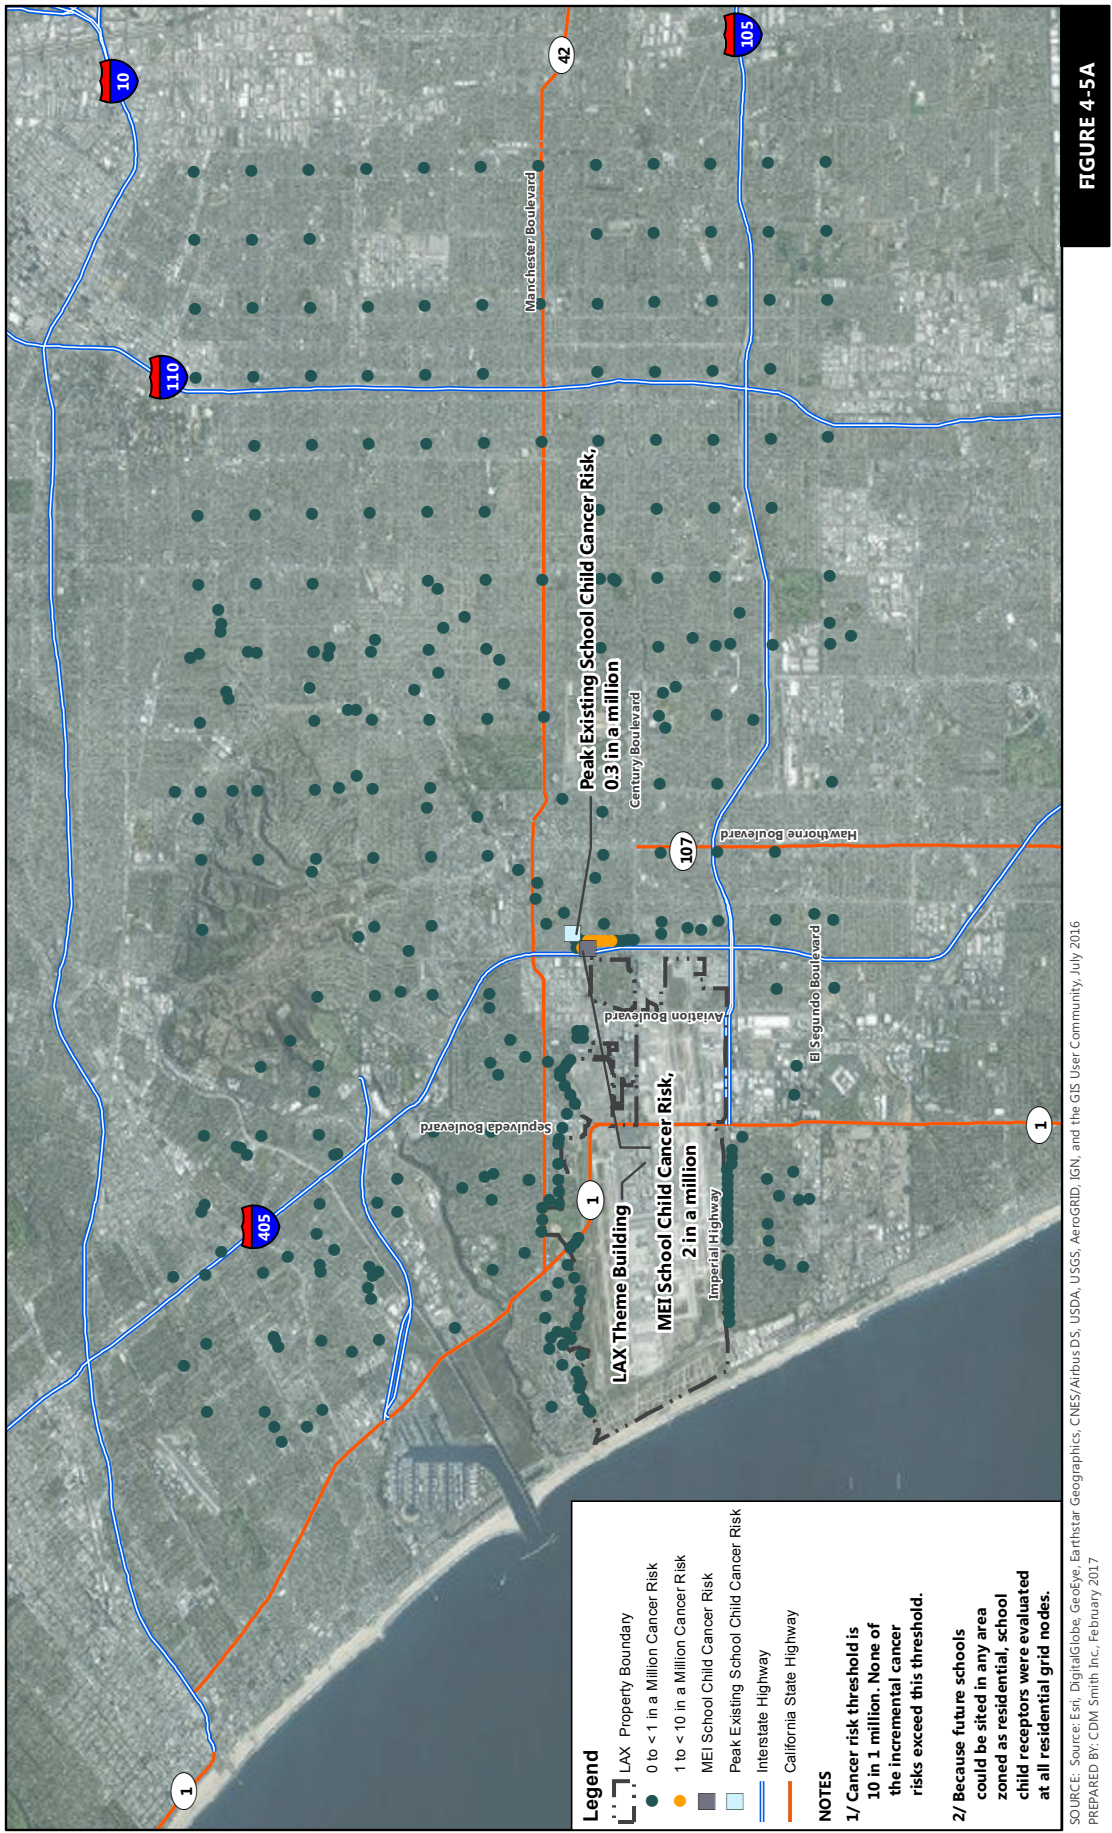 10
42
105
110
405
107
1
1
1
Manchester Boulevard
Peak Existing School Child Cancer Risk,
0.3 in a million
Century Boulevard
Hawthorne Boulevard
Aviation Boulevard
El Segundo Boulevard
Sepulveda Boulevard
LAX Theme Building
MEI School Child Cancer Risk,
2 in a million
Imperial Highway
Legend
LAX Property Boundary
0 to < 1 in a Million Cancer Risk
1 to < 10 in a Million Cancer Risk
MEI School Child Cancer Risk
Peak Existing School Child Cancer Risk
Interstate Highway
California State Highway
NOTES
1/ Cancer risk threshold is
10 in 1 million. None of
the incremental cancer
risks exceed this threshold.
2/ Because future schools
could be sited in any area
zoned as residential, school
child receptors were evaluated
at all residential grid nodes.
SOURCE: Source: Esri, DigitalGlobe, GeoEye, Earthstar Geographics, CNES/Airbus DS, USDA, USGS, AeroGRID, IGN, and the GIS User Community, July 2016
PREPARED BY: CDM Smith Inc., February 2017
FIGURE 4-5A